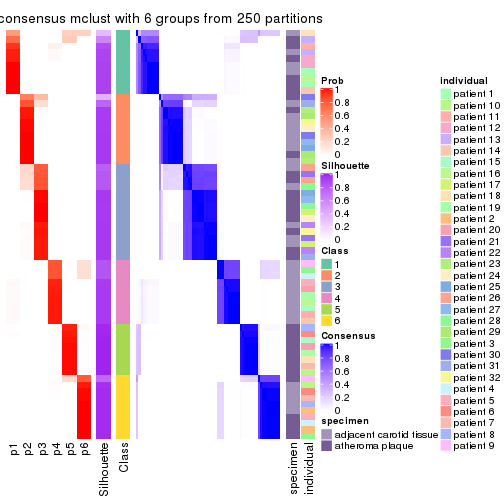 consensus mclust with 6 groups from 250 partitions
Prob
1
0.8
0.6
0.4
0.2
0
Silhouette
1
0.8
0.6
0.4
0.2
0
Class
1
2
3
4
5
6
Consensus
1
0.8
0.6
0.4
0.2
0
specimen
adjacent carotid tissue
atheroma plaque
individual
patient 1
patient 10
patient 11
patient 12
patient 13
patient 14
patient 15
patient 16
patient 17
patient 18
patient 19
patient 2
patient 20
patient 21
patient 22
patient 23
patient 24
patient 25
patient 26
patient 27
patient 28
patient 29
patient 3
patient 30
patient 31
patient 32
patient 4
patient 5
patient 6
patient 7
patient 8
patient 9
p1
p2
p3
p4
p5
p6
Silhouette
Class
specimen
individual